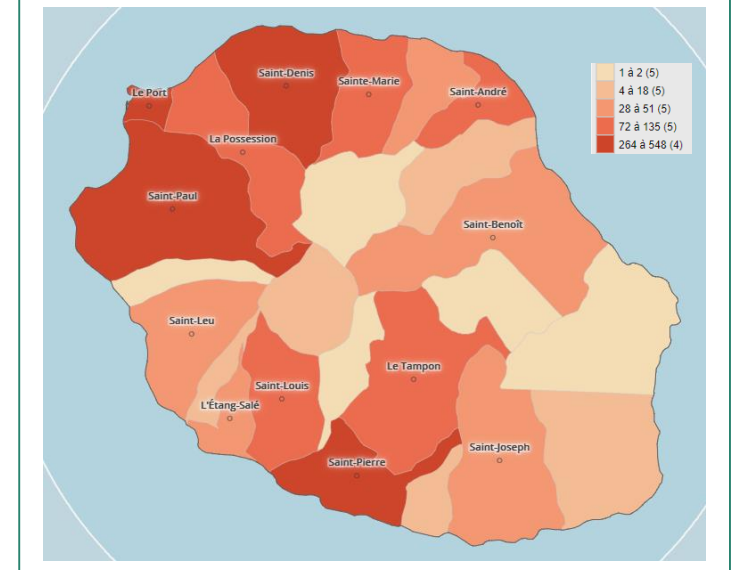 Saint-Denis
Sainte-Marie
Le Port
Saint-André
La Possession
Saint-Paul
Saint-Benoît
Saint-Leu
Le Tampon
Saint-Louis
L'Étang-Salé
Saint-Joseph
Saint-Pierre
1 à 2 (5)
4 à 18 (5)
28 à 51 (5)
72 à 135 (5)
264 à 548 (4)